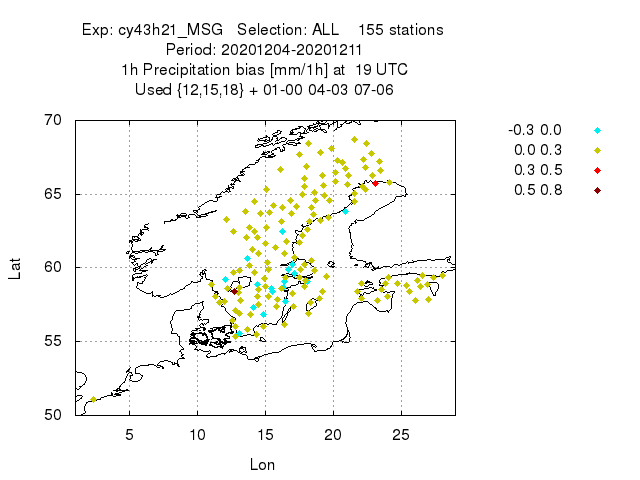 Exp: cy43h21_MSG   Selection: ALL    155 stations
Period: 20201204-20201211
1h Precipitation bias [mm/1h] at  19 UTC
Used {12,15,18} + 01-00 04-03 07-06
-0.3 0.0
0.0 0.3
0.3 0.5
0.5 0.8
70
65
60
55
50
Lat
5 10 15 20 25
Lon